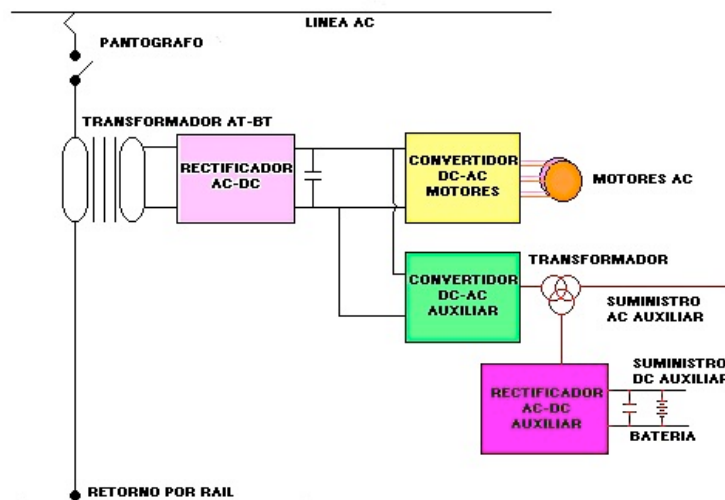 LINEA AC
PANTOGRAFO
TRANSFORMADOR AT-BT
RECTIFICADOR
AC-DC
CONVERTIDOR
DC-AC
MOTORES
MOTORES AC
CONVERTIDOR
DC-AC
AUXILIAR
TRANSFORMADOR
SUMINISTRO
AC AUXILIAR
RECTIFICADOR
AC-DC
AUXILIAR
SUMINISTRO
DC AUXILIAR
BATERIA
RETORNO POR RAIL